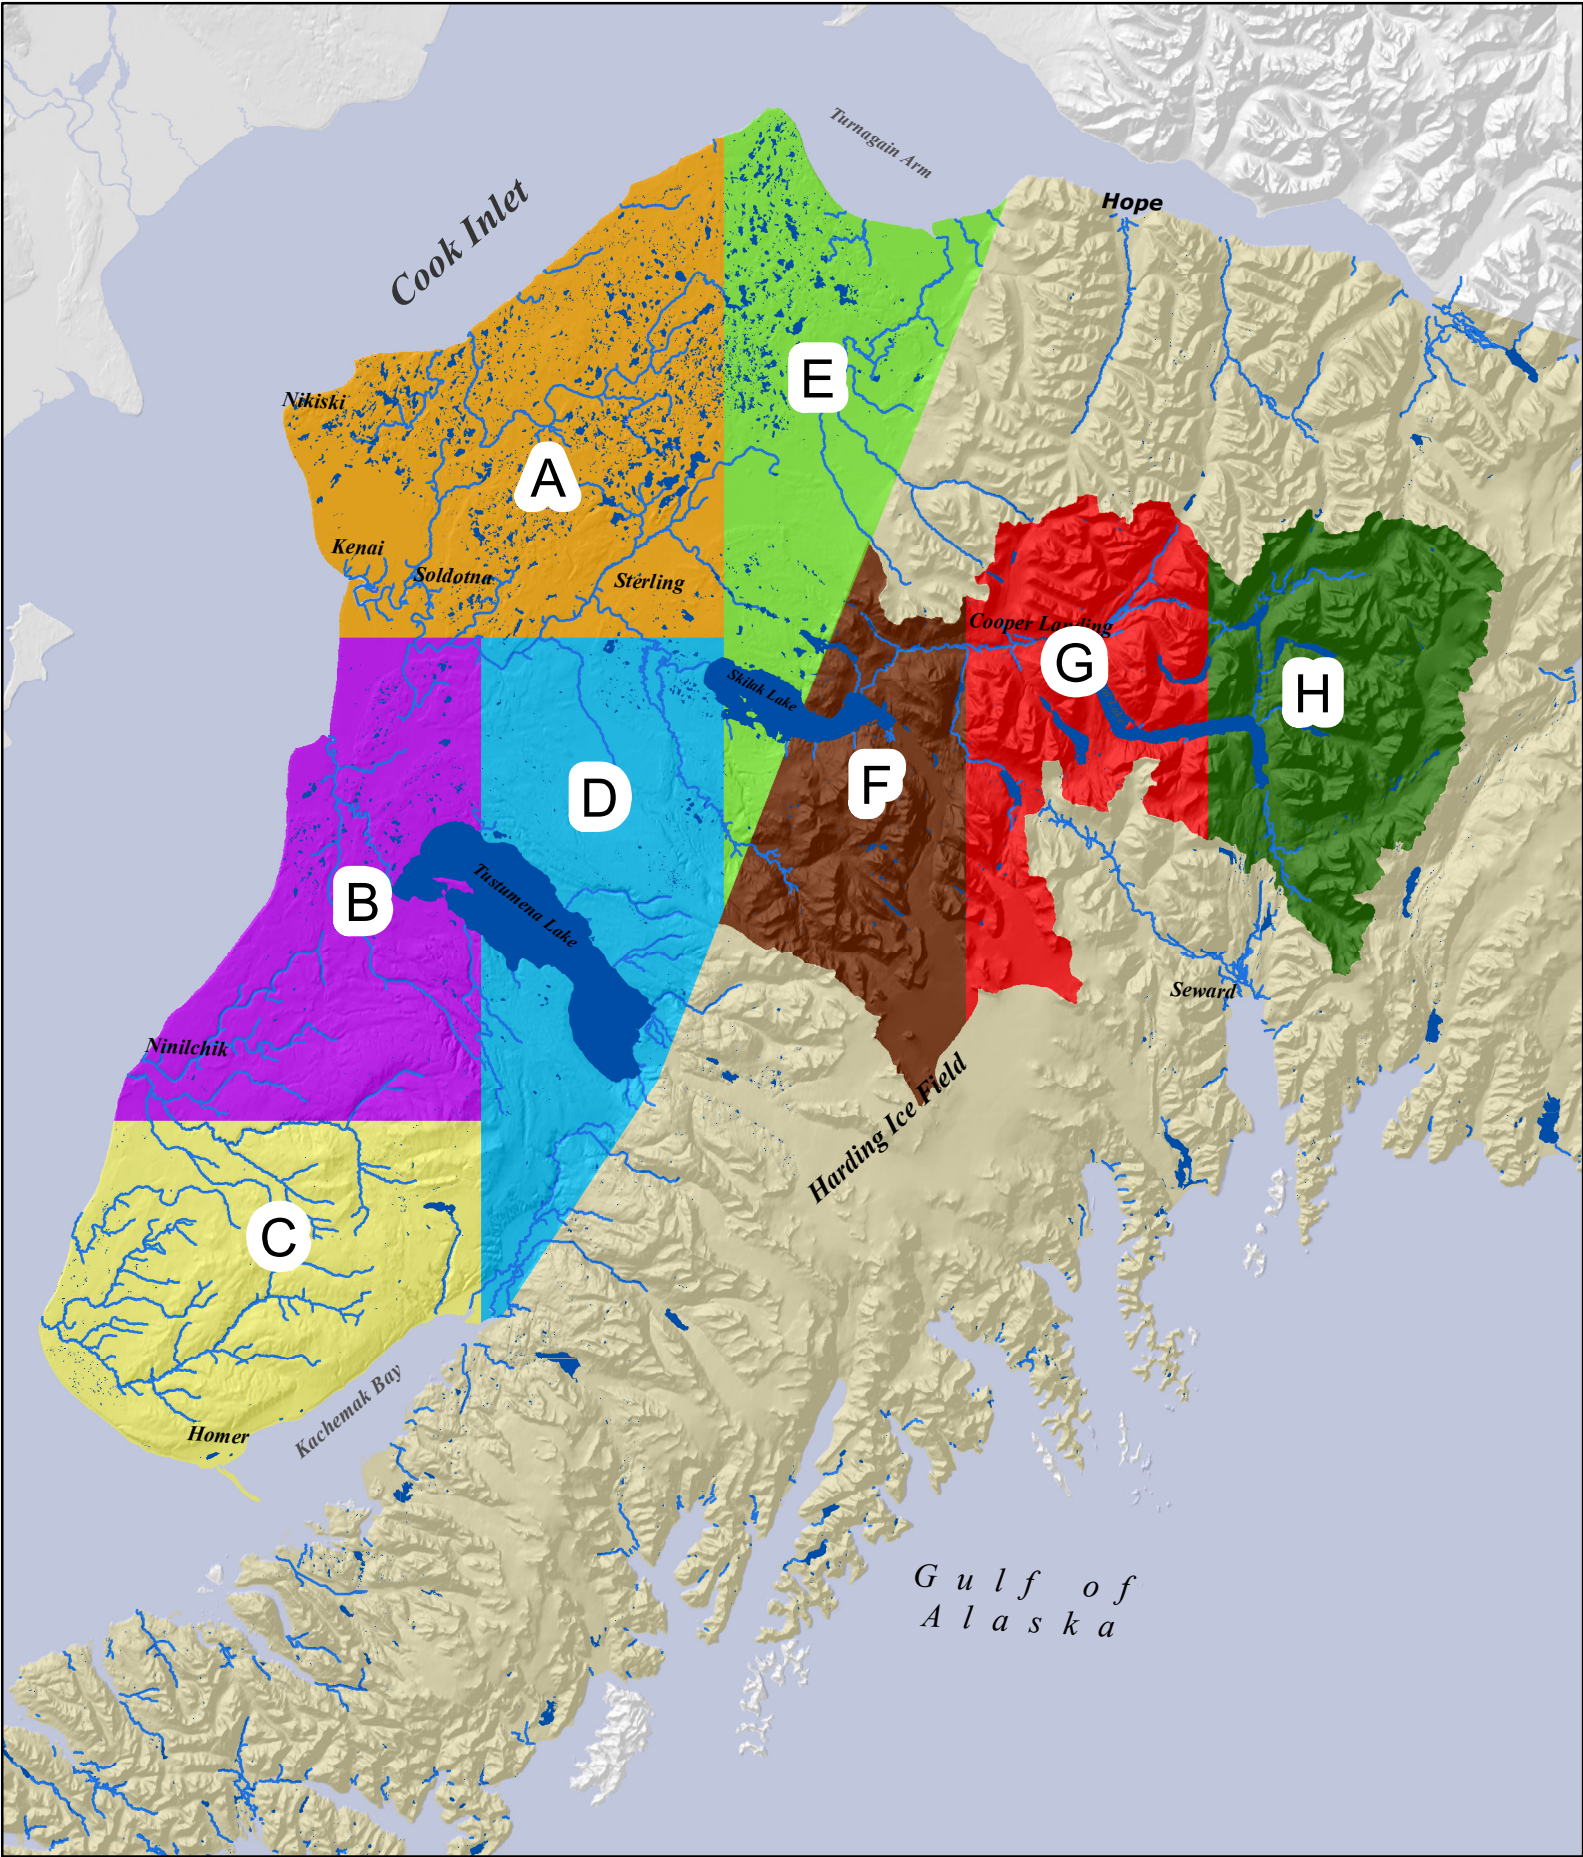 Turnagain Arm
Hope
Cook Inlet
E
Nikiski
A
Kenai
Soldotna
Sterling
Cooper Landing
G
H
Skilak Lake
D
F
B
Tustumena Lake
Seward
Ninilchik
Harding Ice Field
C
Kachemak Bay
Homer
Gulf of
Alaska